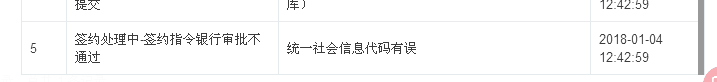 提交
库）
12:42:59
5
签约处理中-签约指令银行审批不
通过
统一社会信息代码有误
2018-01-04
12:42:59